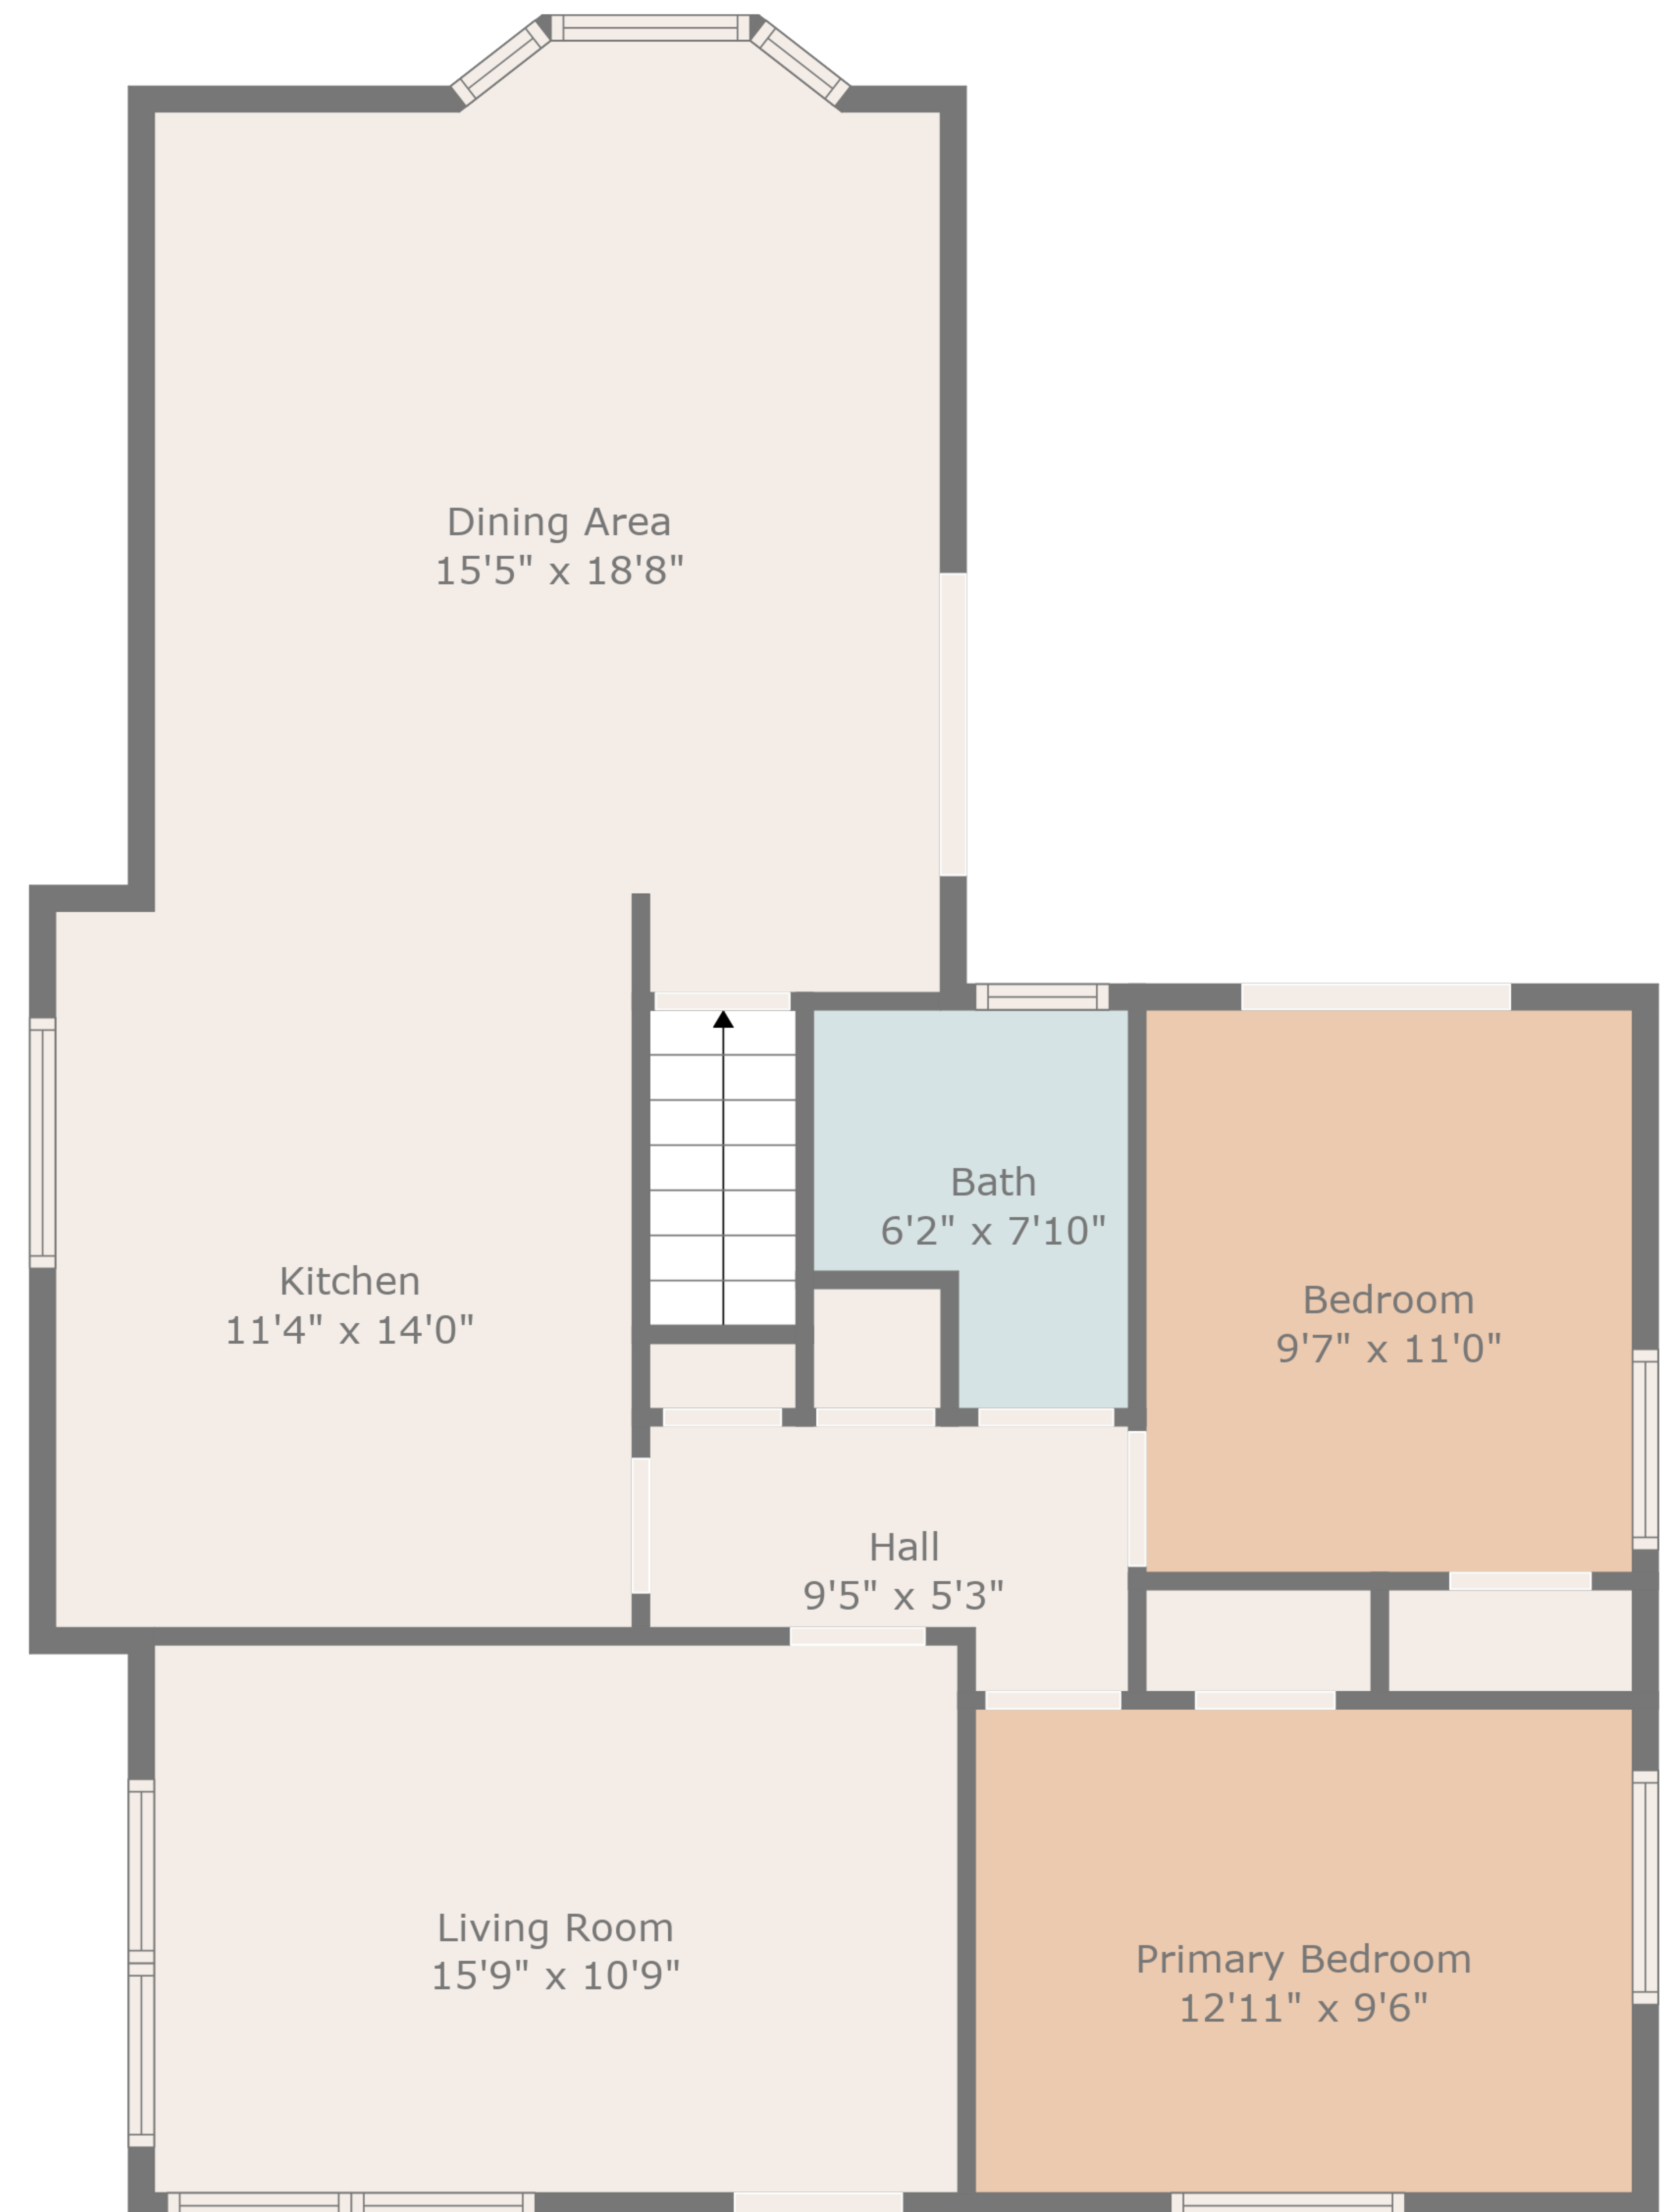 Dining Area
15'5" x 18'8"
Bath
6'2" x 7'10"
Kitchen
11'4" x 14'0"
Bedroom
9'7" x 11'0"
Hall
9'5" x 5'3"
Living Room
15'9" x 10'9"
Primary Bedroom
12'11" x 9'6"